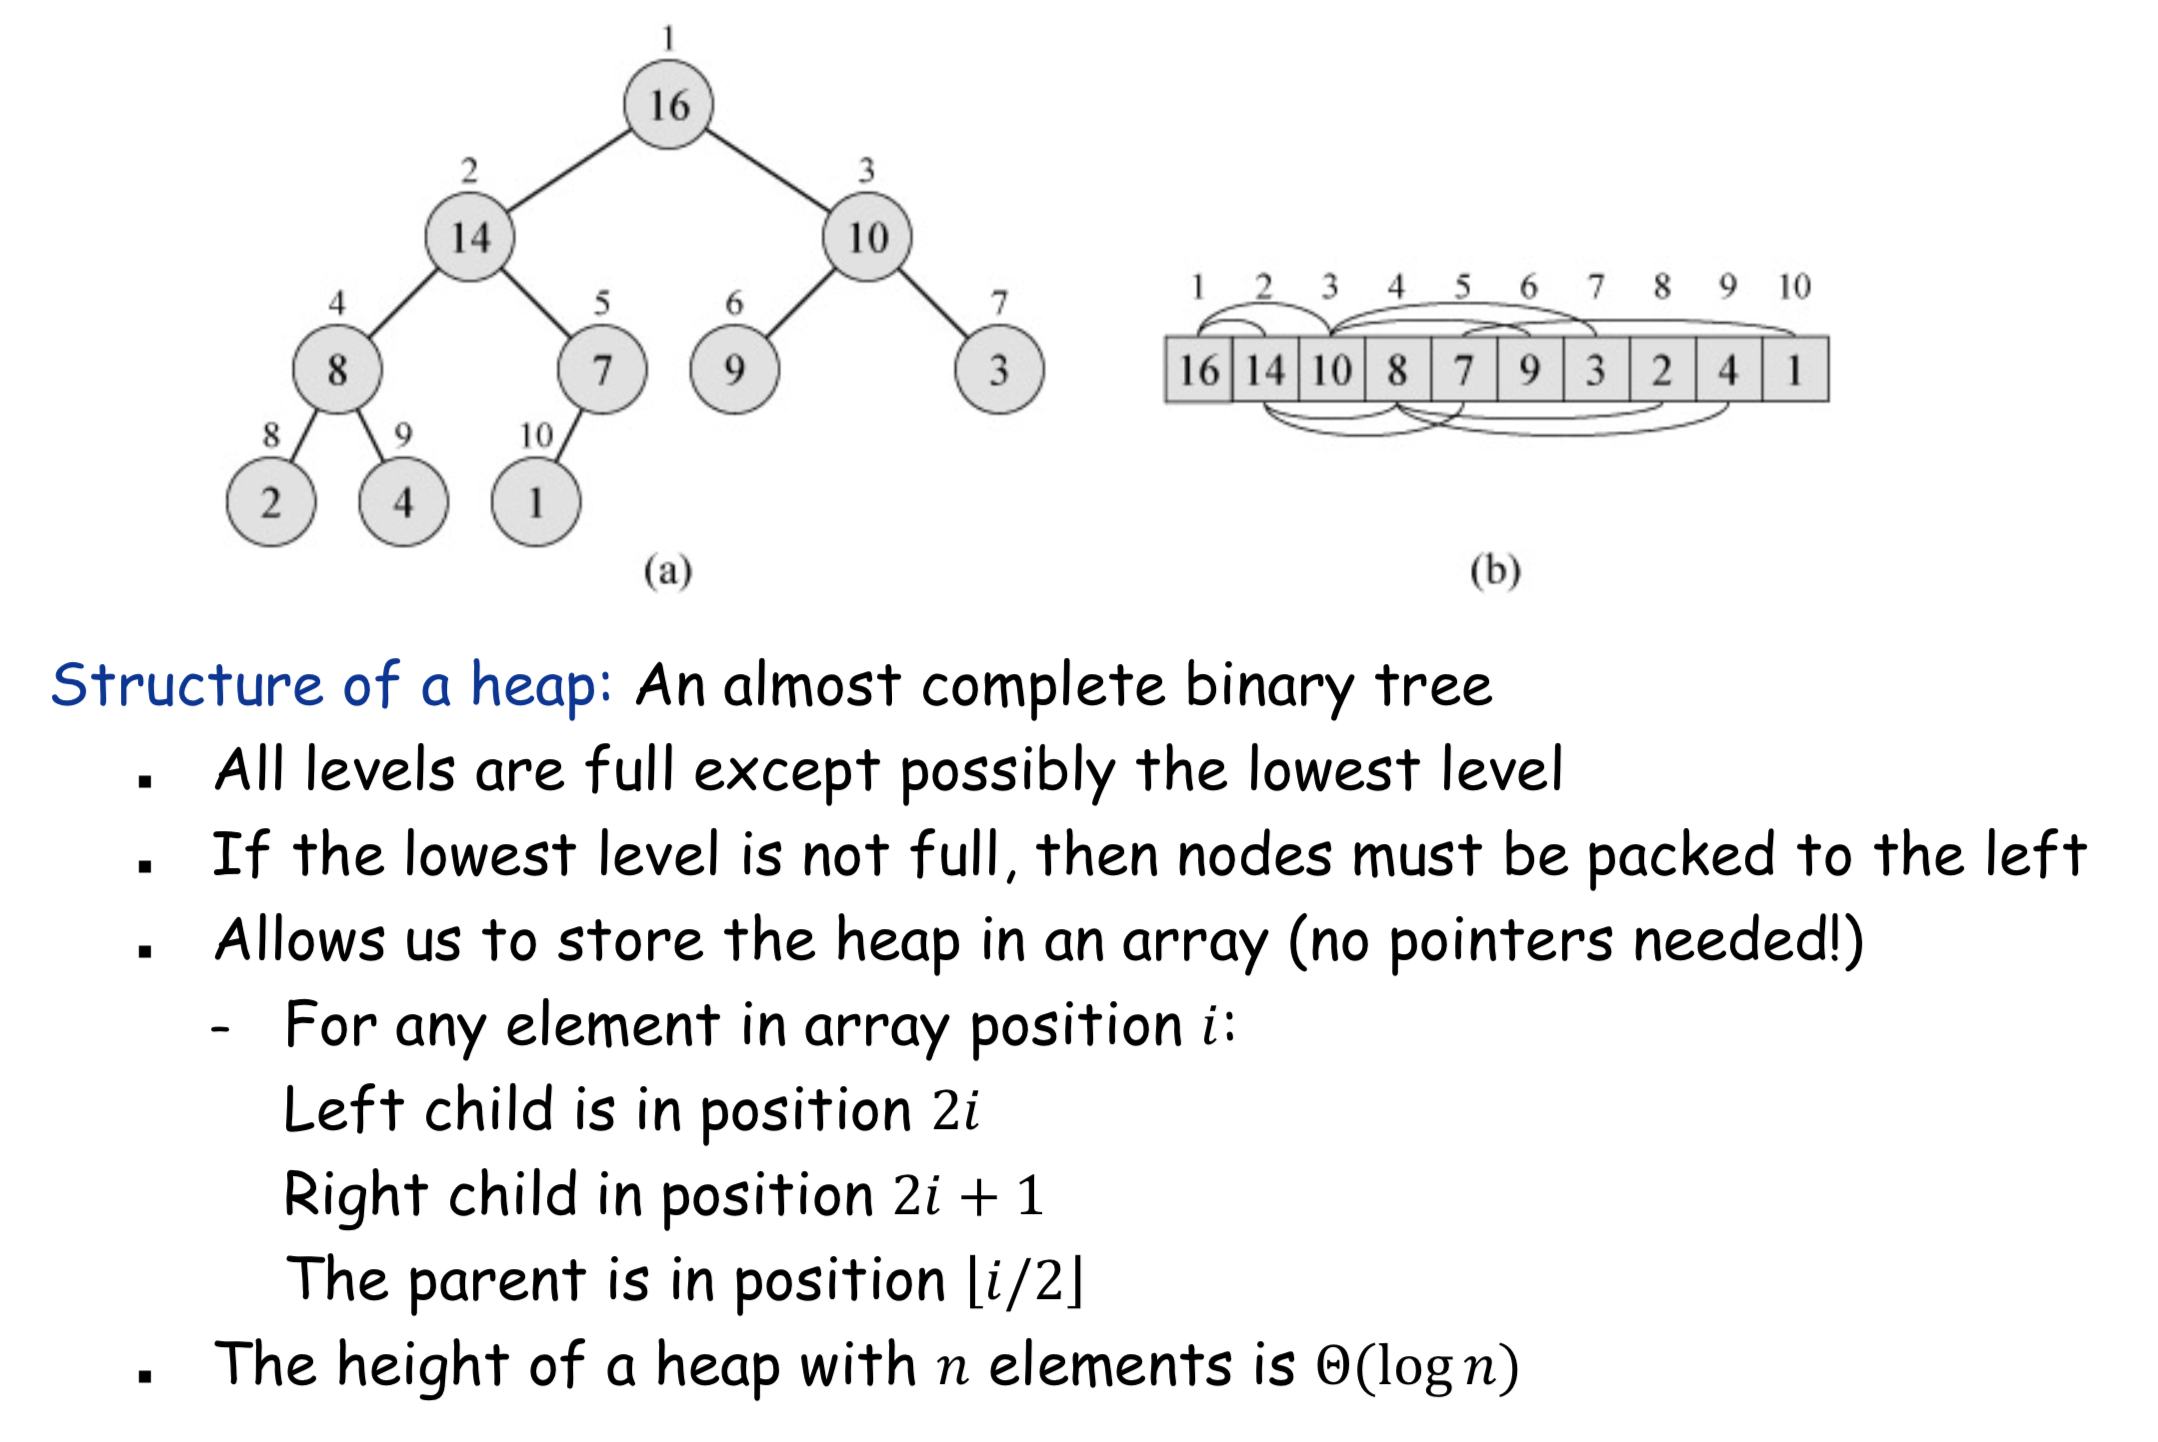 1
16
2 3
14 10
4 5 6 7
8 7 9 3
8 9 10
2 4 1
(a)
1 2 3 4 5 6 7 8 9 10
16 14 10 8 7 9 3 2 4 1
(b)
Structure of a heap: An almost complete binary tree
▪ All levels are full except possibly the lowest level
▪ If the lowest level is not full, then nodes must be packed to the left
▪ Allows us to store the heap in an array (no pointers needed!)
- For any element in array position i:
Left child is in position 2i
Right child in position 2i + 1
The parent is in position ⌊i/2⌋
▪ The height of a heap with n elements is Θ(log n)